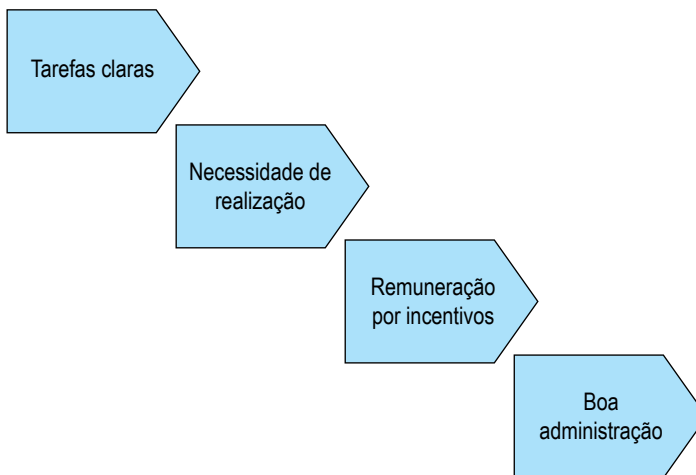 Tarefas claras
Necessidade de
realização
Remuneração
por incentivos
Boa
administração